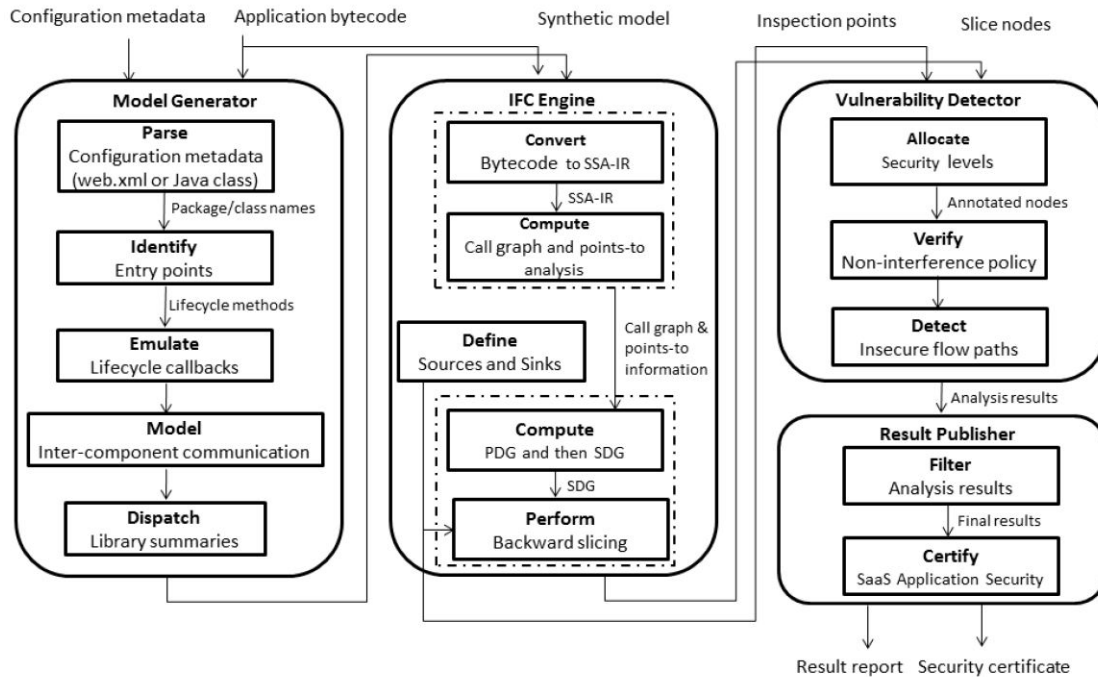 Configuration metadata
Application bytecode
Synthetic model
Inspection points
Slice nodes
Model Generator
Parse
Configuration metadata
(web.xml or Java class)
Package/class names
Identify
Entry points
Lifecycle methods
Emulate
Lifecycle callbacks
Model
Inter-component communication
Dispatch
Library summaries
IFC Engine
Convert
Bytecode to SSA-IR
SSA-IR
Compute
Call graph and points-to
analysis
Call graph &
points-to
information
Define
Sources and Sinks
Compute
PDG and then SDG
SDG
Perform
Backward slicing
Vulnerability Detector
Allocate
Security levels
Annotated nodes
Verify
Non-interference policy
Detect
Insecure flow paths
Analysis results
Result Publisher
Filter
Analysis results
Final results
Certify
SaaS Application Security
Result report
Security certificate